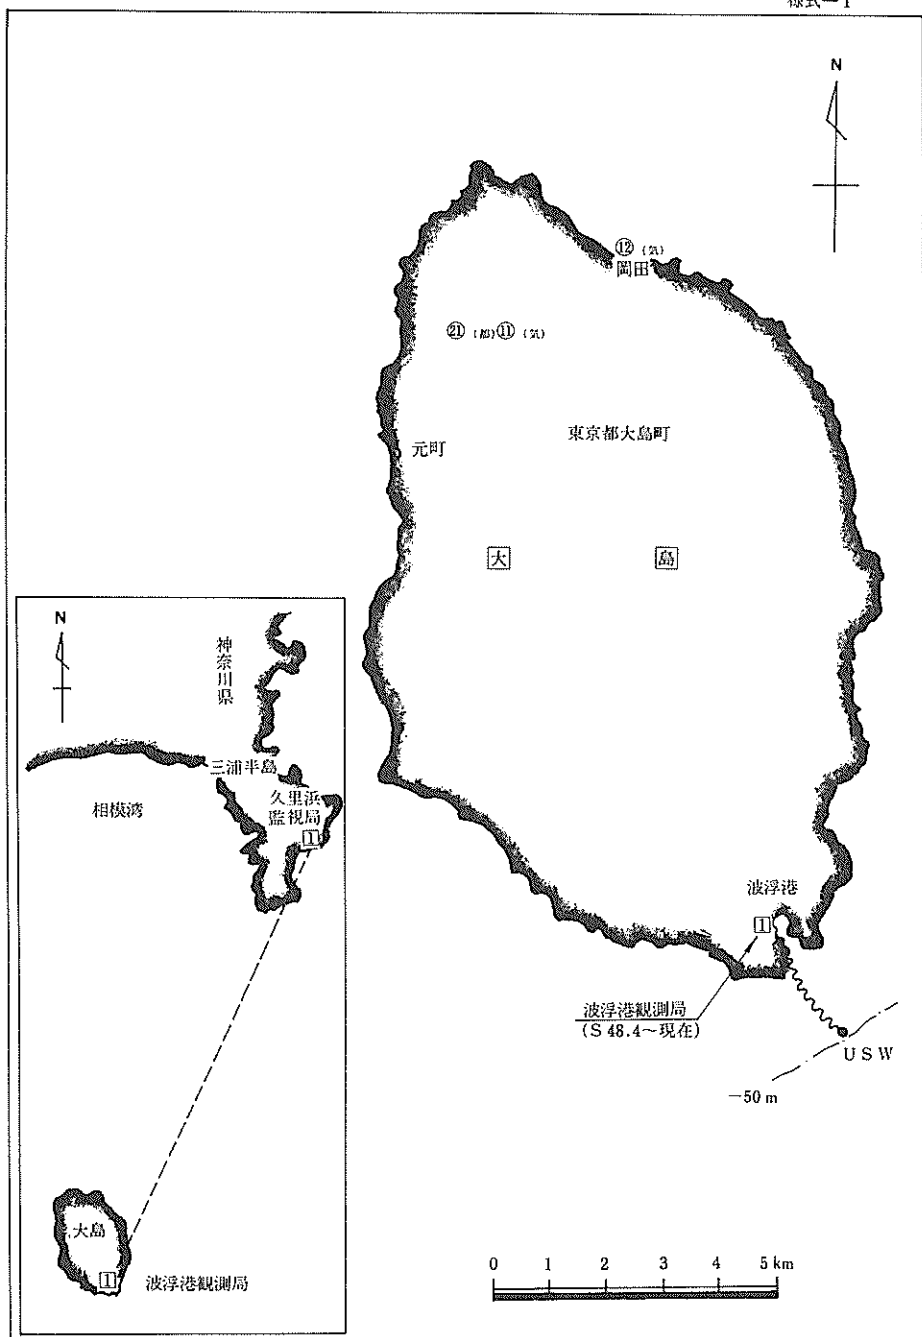 様式-1
N
⑫(気)
岡田
㉑(都)⑪(気)
東京都大島町
元町
大 島
波浮港
1
波浮港観測局
(S 48.4〜現在)
USW
-50 m
0 1 2 3 4 5 km
N
神奈川県
三浦半島
相模湾
久里浜
監視局
1
大島
1
波浮港観測局